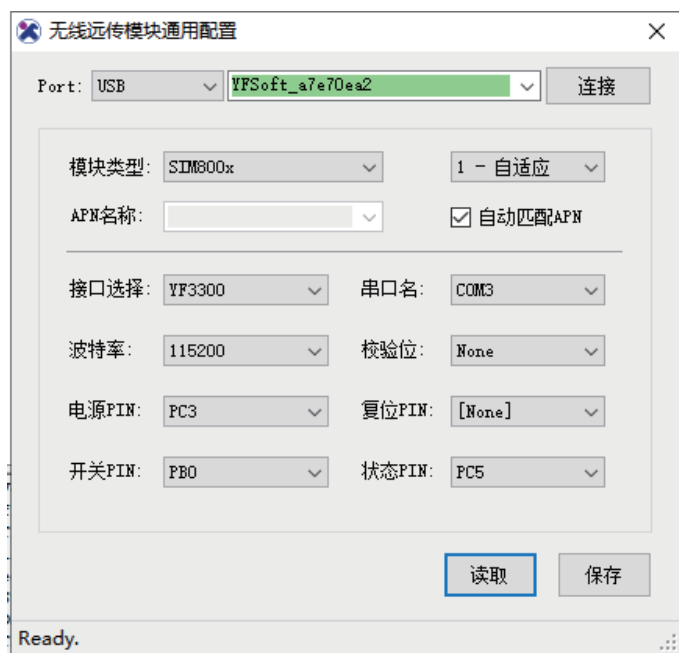 无线远传模块通用配置
Port: USB YFSoft_a7e70ea2 连接
模块类型: SIM800x 1 - 自适应
APN名称: 自动匹配APN
接口选择: YF3300 串口名: COM3
波特率: 115200 校验位: None
电源PIN: PC3 复位PIN: [None]
开关PIN: PB0 状态PIN: PC5
读取 保存
Ready.